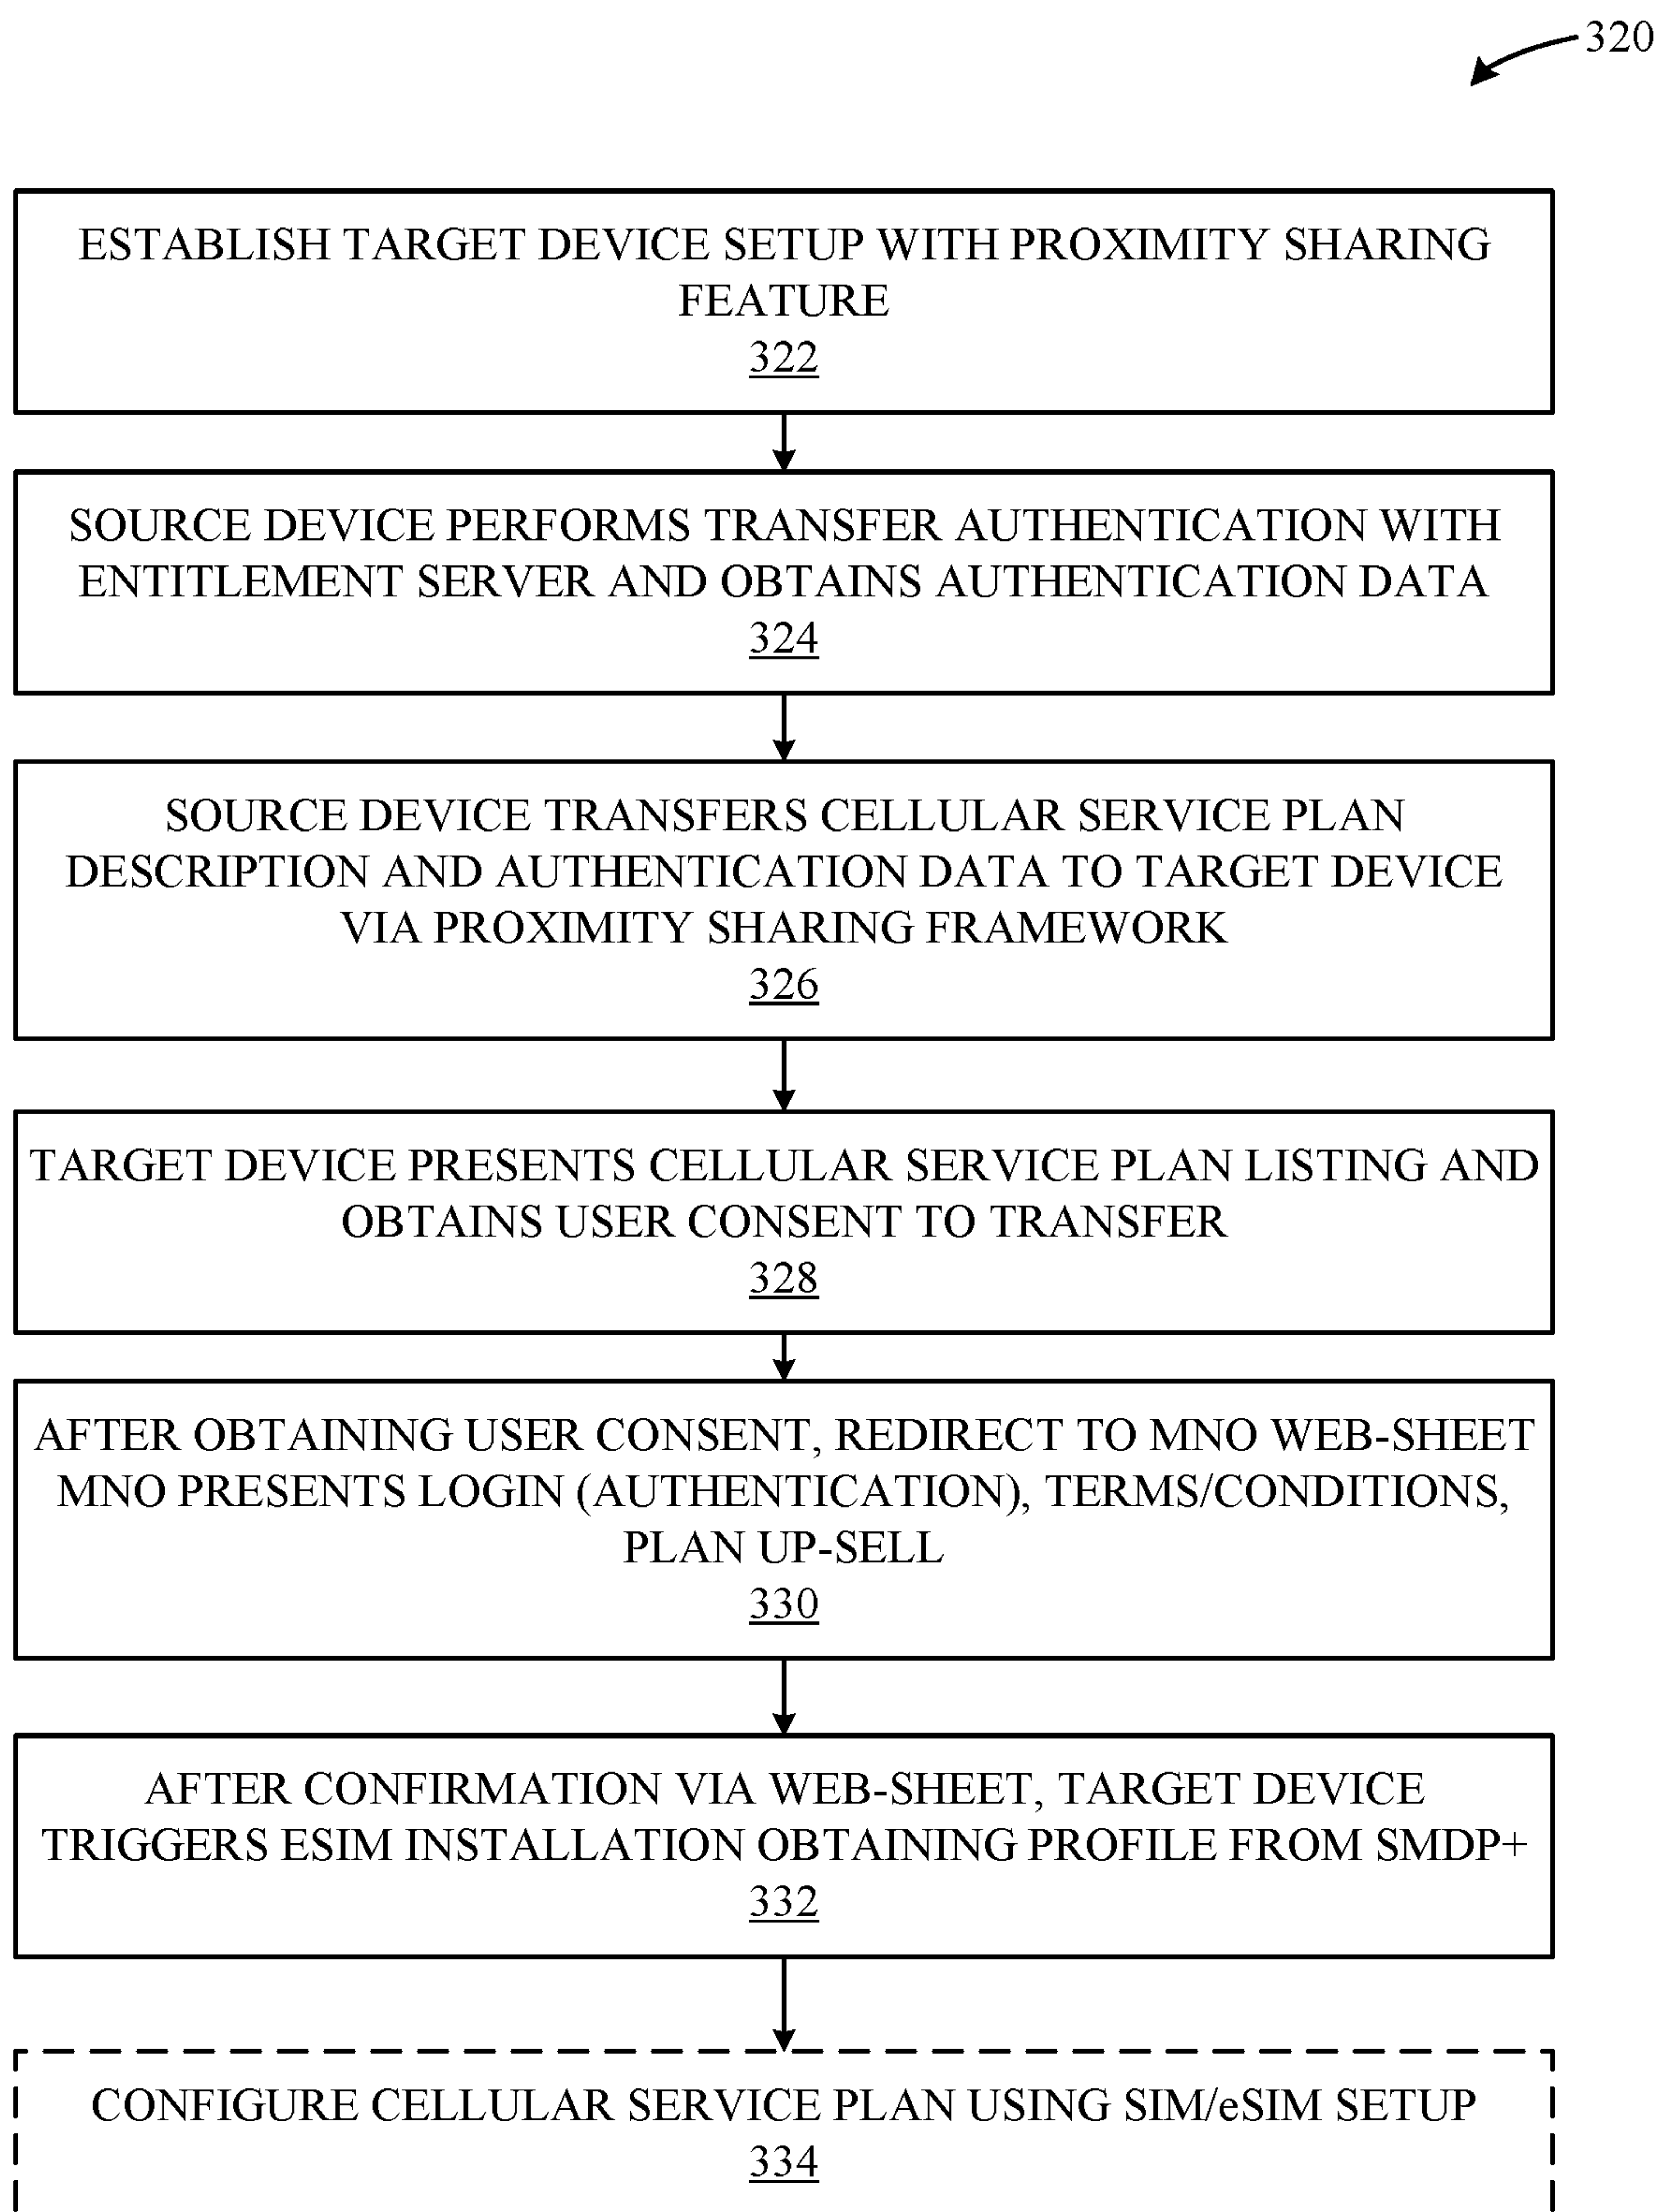 320
ESTABLISH TARGET DEVICE SETUP WITH PROXIMITY SHARING
FEATURE
322
SOURCE DEVICE PERFORMS TRANSFER AUTHENTICATION WITH
ENTITLEMENT SERVER AND OBTAINS AUTHENTICATION DATA
324
SOURCE DEVICE TRANSFERS CELLULAR SERVICE PLAN
DESCRIPTION AND AUTHENTICATION DATA TO TARGET DEVICE
VIA PROXIMITY SHARING FRAMEWORK
326
TARGET DEVICE PRESENTS CELLULAR SERVICE PLAN LISTING AND
OBTAINS USER CONSENT TO TRANSFER
328
AFTER OBTAINING USER CONSENT, REDIRECT TO MNO WEB-SHEET
MNO PRESENTS LOGIN (AUTHENTICATION), TERMS/CONDITIONS,
PLAN UP-SELL
330
AFTER CONFIRMATION VIA WEB-SHEET, TARGET DEVICE
TRIGGERS ESIM INSTALLATION OBTAINING PROFILE FROM SMDP+
332
CONFIGURE CELLULAR SERVICE PLAN USING SIM/eSIM SETUP
334